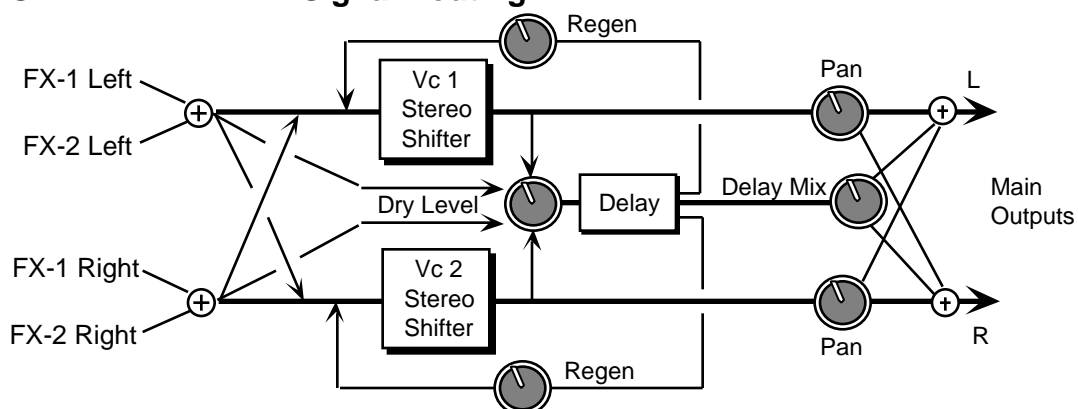 Regen
FX-1 Left
FX-2 Left
Vc 1
Stereo
Shifter
Pan
L
Dry Level
Delay
Delay Mix
Main
Outputs
FX-1 Right
FX-2 Right
Vc 2
Stereo
Shifter
Pan
R
Regen